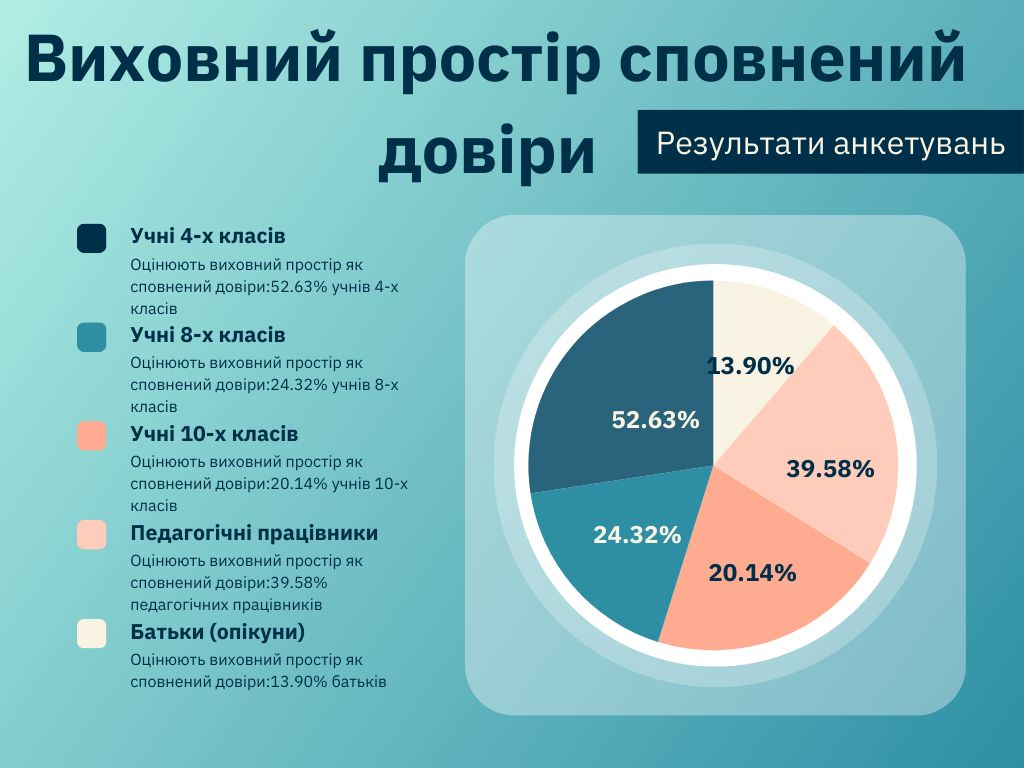 Виховний простір сповнений
довіри
Результати анкетувань
Учні 4-х класів
Оцінюють виховний простір як
сповнений довіри:52.63% учнів 4-х
класів
Учні 8-х класів
Оцінюють виховний простір як
сповнений довіри:24.32% учнів 8-х
класів
Учні 10-х класів
Оцінюють виховний простір як
сповнений довіри:20.14% учнів 10-х
класів
Педагогічні працівники
Оцінюють виховний простір як
сповнений довіри:39.58%
педагогічних працівників
Батьки (опікуни)
Оцінюють виховний простір як
сповнений довіри:13.90% батьків
13.90%
52.63%
39.58%
24.32%
20.14%